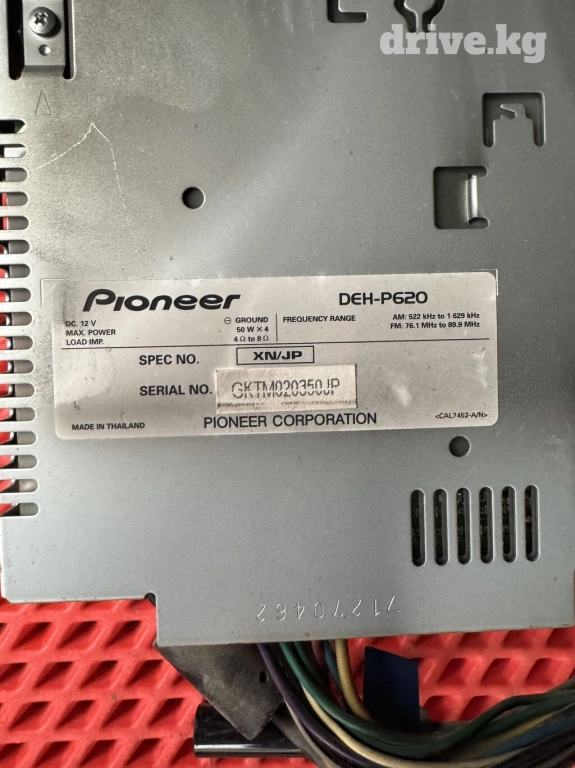 drive.kg
Pioneer DEH-P620
DC. 12 V ⊖ GROUND FREQUENCY RANGE AM: 522 kHz to 1 629 kHz
MAX. POWER 50 W × 4 FM: 76.1 MHz to 89.9 MHz
LOAD IMP. 4 Ω to 8 Ω
SPEC NO. XN/JP
SERIAL NO. GKTM020350JP
MADE IN THAILAND PIONEER CORPORATION <CAL7452-A/N>
71270462